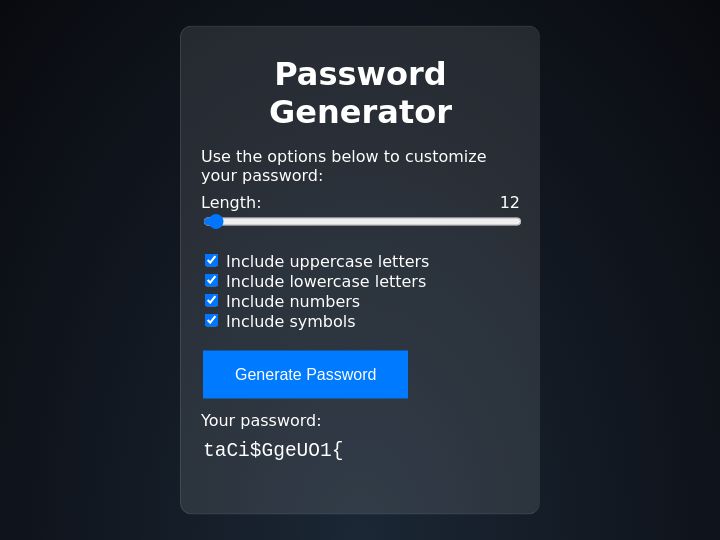 Password
Generator
Use the options below to customize
your password:
Length: 12
Include uppercase letters
Include lowercase letters
Include numbers
Include symbols
Generate Password
Your password:
taCi$GgeUO1{